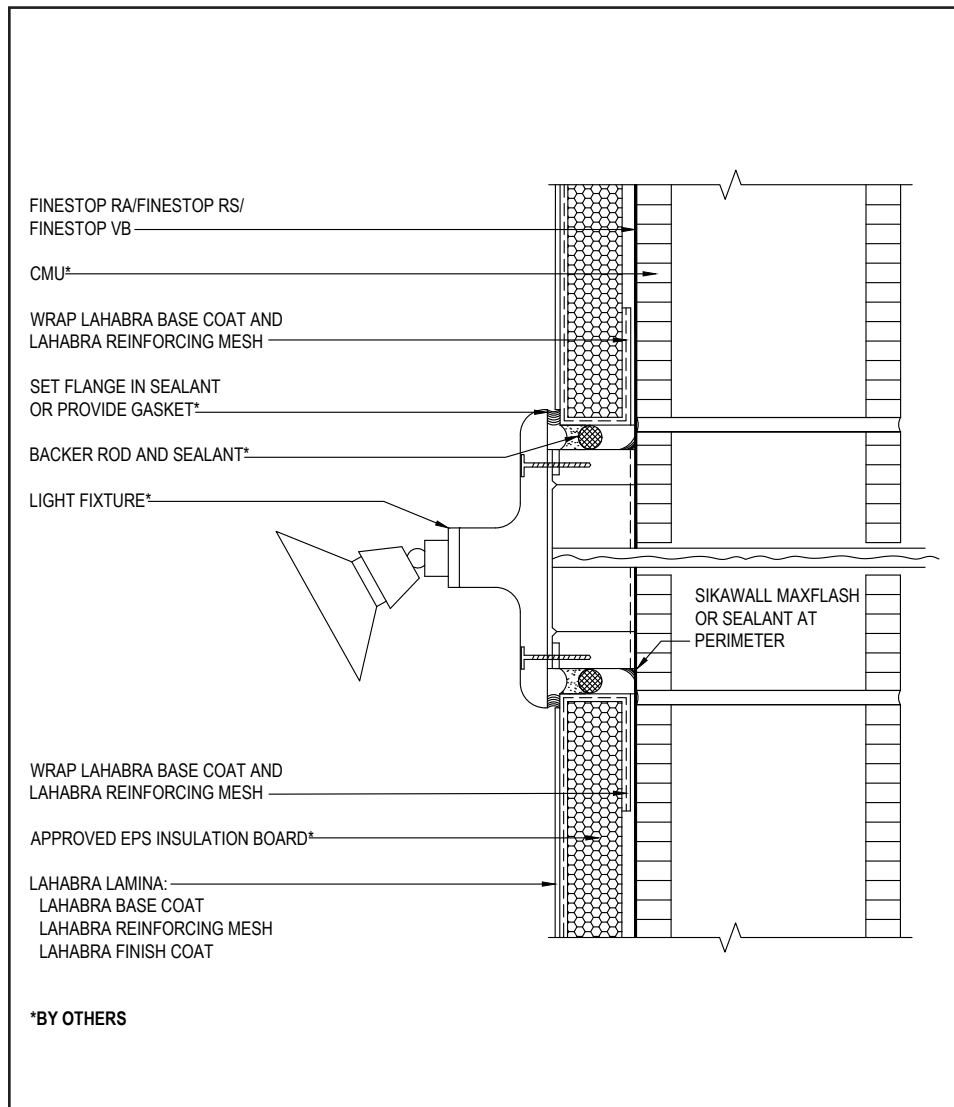 FINESTOP RA/FINESTOP RS/
FINESTOP VB
CMU*
WRAP LAHABRA BASE COAT AND
LAHABRA REINFORCING MESH
SET FLANGE IN SEALANT
OR PROVIDE GASKET*
BACKER ROD AND SEALANT*
LIGHT FIXTURE*
SIKAWALL MAXFLASH
OR SEALANT AT
PERIMETER
WRAP LAHABRA BASE COAT AND
LAHABRA REINFORCING MESH
APPROVED EPS INSULATION BOARD*
LAHABRA LAMINA:
LAHABRA BASE COAT
LAHABRA REINFORCING MESH
LAHABRA FINISH COAT
*BY OTHERS